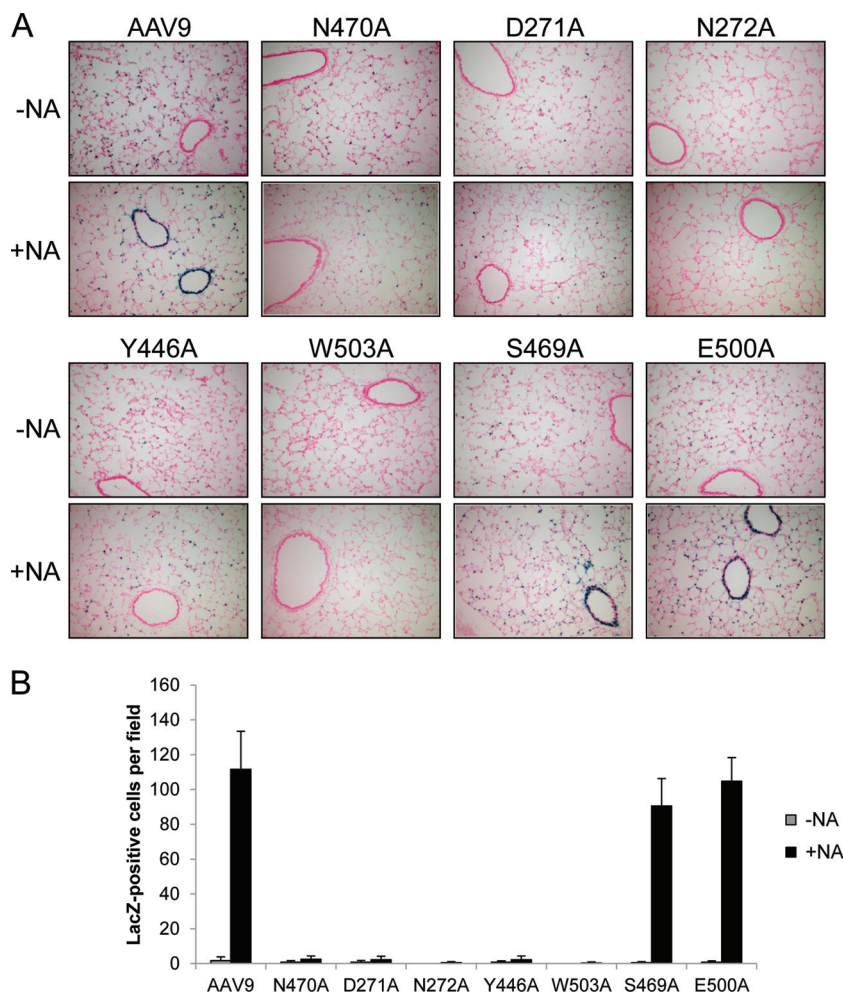 A
AAV9 N470A D271A N272A
-NA
+NA
Y446A W503A S469A E500A
-NA
+NA
B
LacZ-positive cells per field
160
140
120
100
80
60
40
20
0
AAV9 N470A D271A N272A Y446A W503A S469A E500A
-NA
+NA